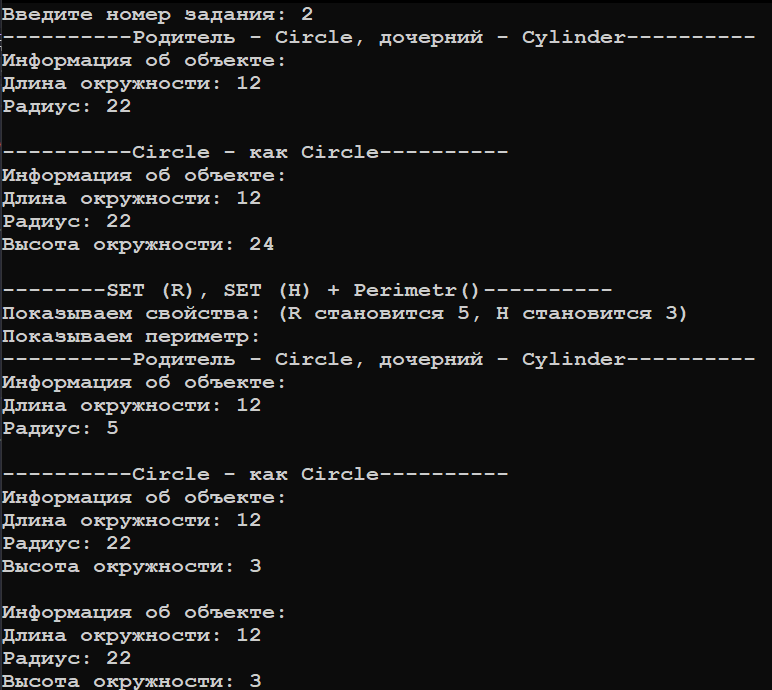 Введите номер задания: 2
----------Родитель - Circle, дочерний - Cylinder----------
Информация об объекте:
Длина окружности: 12
Радиус: 22
----------Circle - как Circle----------
Информация об объекте:
Длина окружности: 12
Радиус: 22
Высота окружности: 24
--------SET (R), SET (H) + Perimetr()----------
Показываем свойства: (R становится 5, H становится 3)
Показываем периметр:
----------Родитель - Circle, дочерний - Cylinder----------
Информация об объекте:
Длина окружности: 12
Радиус: 5
----------Circle - как Circle----------
Информация об объекте:
Длина окружности: 12
Радиус: 22
Высота окружности: 3
Информация об объекте:
Длина окружности: 12
Радиус: 22
Высота окружности: 3